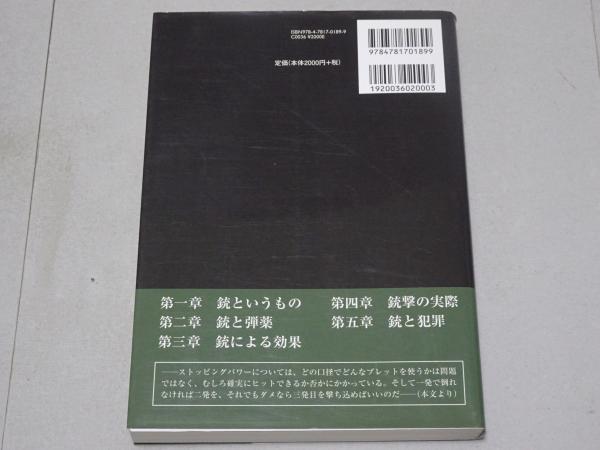 ISBN978-4-7817-0189-9
C0036 ¥2000E
定価(本体2000円+税)
9784781701899
1920036020003
第一章　銃というもの
第二章　銃と弾薬
第三章　銃による効果
第四章　銃撃の実際
第五章　銃と犯罪
――ストッピングパワーについては、どの口径でどんなブレットを使うかは問題
ではなく、むしろ確実にヒットできるか否かにかかっている。そして一発で倒れ
なければ二発を、それでもダメなら三発目を撃ち込めばいいのだ――(本文より)